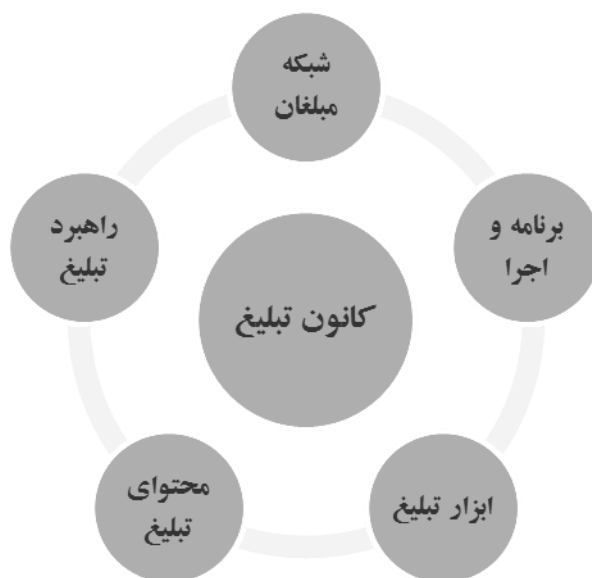 شبکه
مبلغان
برنامه و
اجرا
راهبرد
تبلیغ
کانون تبلیغ
محتوای
تبلیغ
ابزار تبلیغ